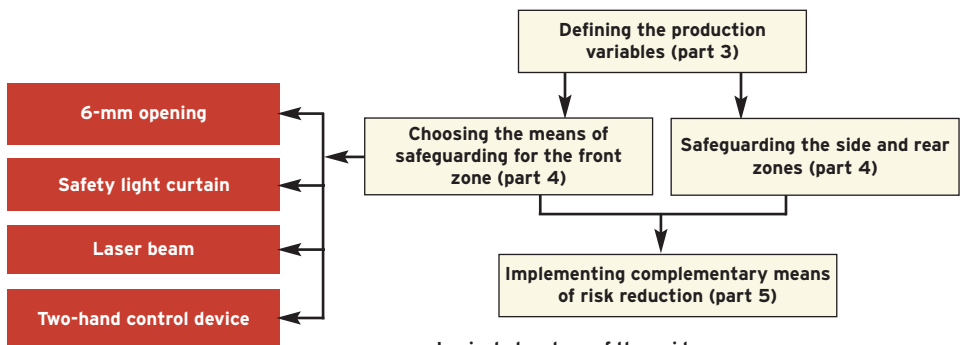 Defining the production
variables (part 3)
6-mm opening
Choosing the means of
safeguarding for the front
zone (part 4)
Safeguarding the side and rear
zones (part 4)
Safety light curtain
Laser beam
Implementing complementary means
of risk reduction (part 5)
Two-hand control device